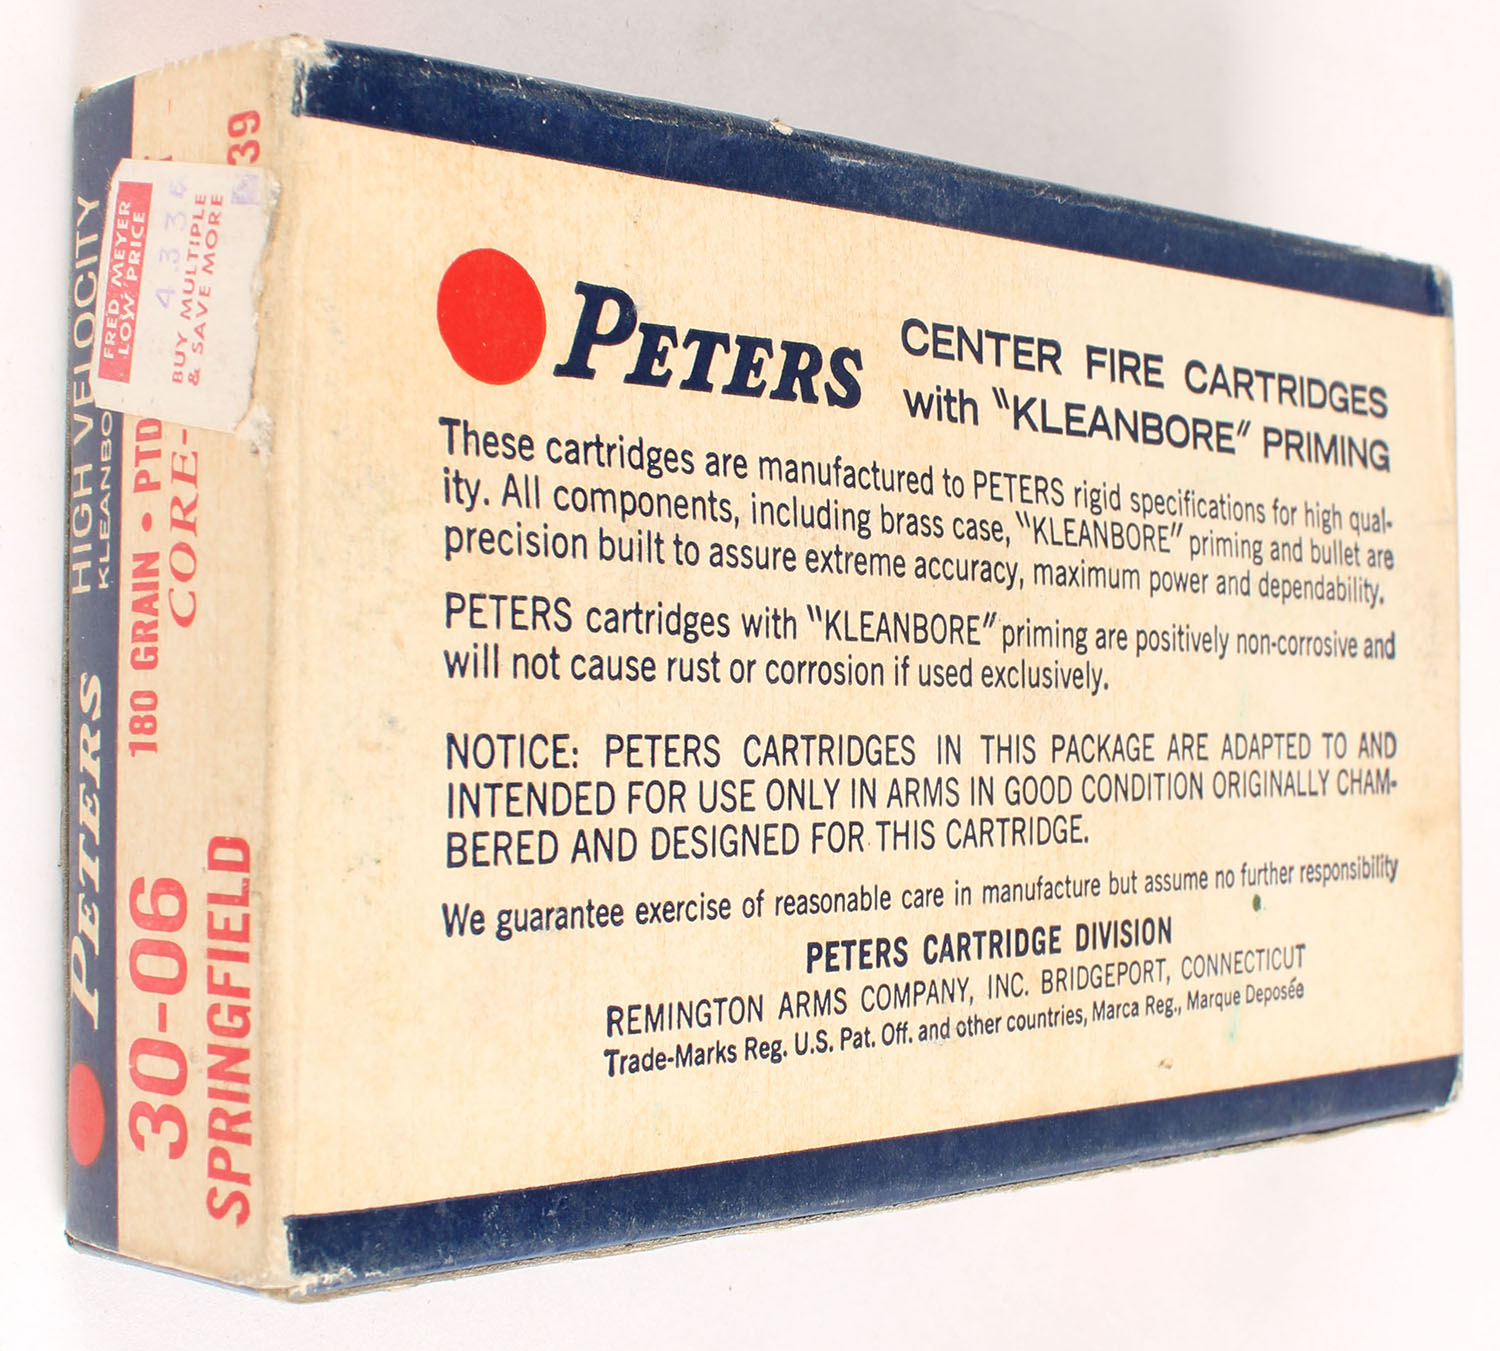 PETERS
CENTER FIRE CARTRIDGES
with "KLEANBORE" PRIMING
These cartridges are manufactured to PETERS rigid specifications for high qual-
ity. All components, including brass case, "KLEANBORE" priming and bullet are
precision built to assure extreme accuracy, maximum power and dependability.
PETERS cartridges with "KLEANBORE" priming are positively non-corrosive and
will not cause rust or corrosion if used exclusively.
NOTICE: PETERS CARTRIDGES IN THIS PACKAGE ARE ADAPTED TO AND
INTENDED FOR USE ONLY IN ARMS IN GOOD CONDITION ORIGINALLY CHAM-
BERED AND DESIGNED FOR THIS CARTRIDGE.
We guarantee exercise of reasonable care in manufacture but assume no further responsibility
PETERS CARTRIDGE DIVISION
REMINGTON ARMS COMPANY, INC. BRIDGEPORT, CONNECTICUT
Trade-Marks Reg. U.S. Pat. Off. and other countries, Marca Reg., Marque Deposée
PETERS HIGH VELOCITY
KLEANBO
30-06
SPRINGFIELD
180 GRAIN • PTD
CORE-
39
FRED MEYER
LOW PRICE
4.33
BUY MULTIPLE
& SAVE MORE